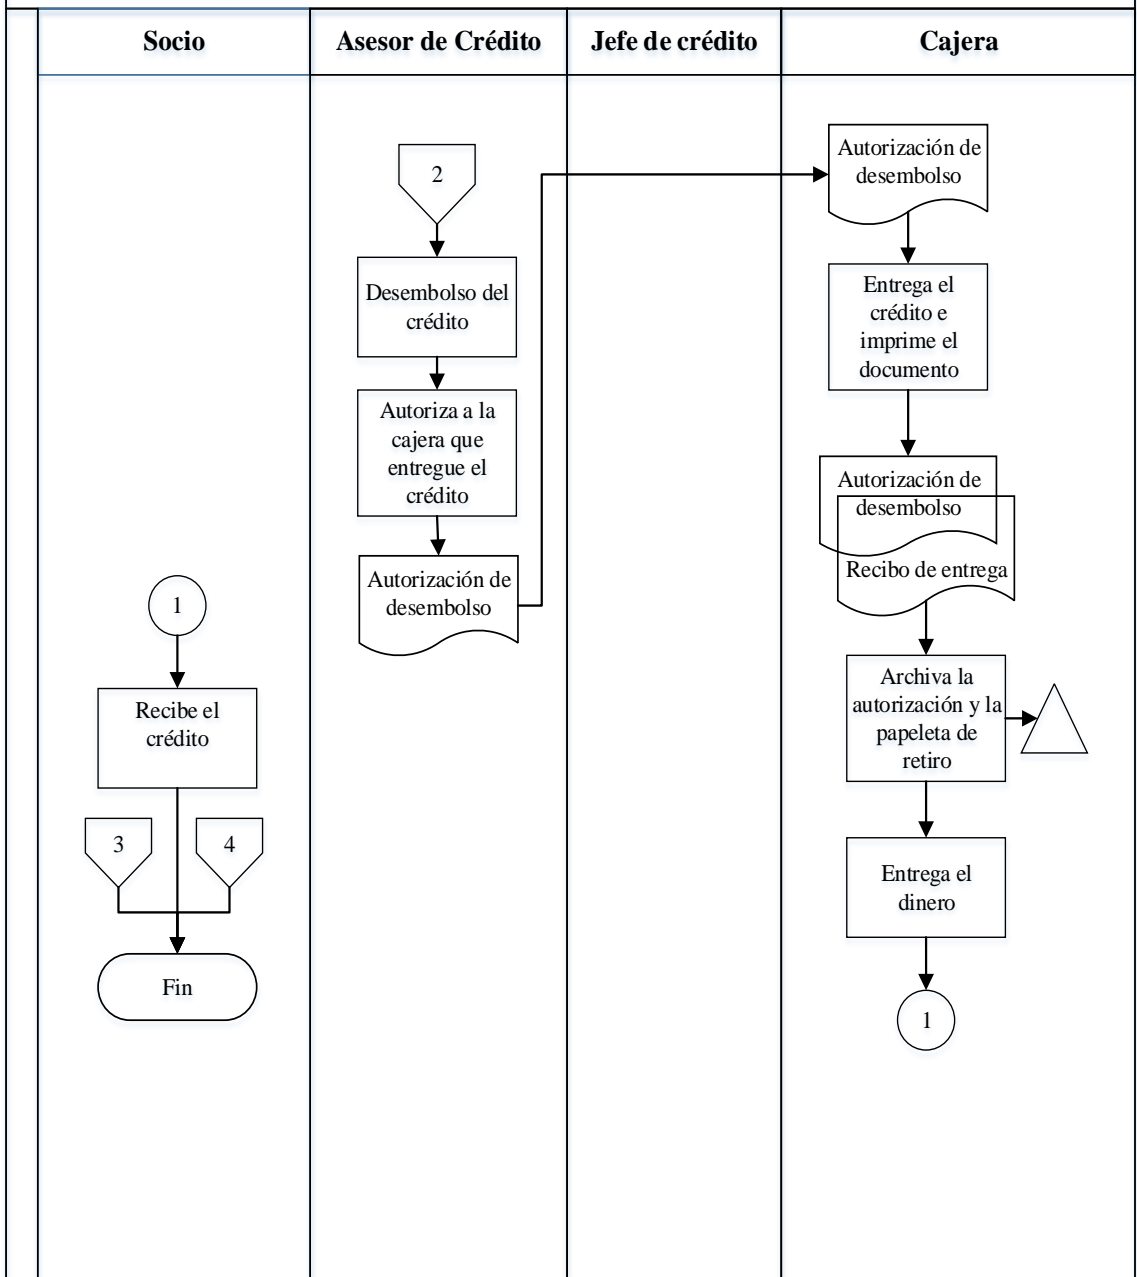 Socio
Asesor de Crédito
Jefe de crédito
Cajera
1
Recibe el
crédito
3
4
Fin
2
Desembolso del
crédito
Autoriza a la
cajera que
entregue el
crédito
Autorización de
desembolso
Autorización de
desembolso
Entrega el
crédito e
imprime el
documento
Autorización de
desembolso
Recibo de entrega
Archiva la
autorización y la
papeleta de
retiro
Entrega el
dinero
1